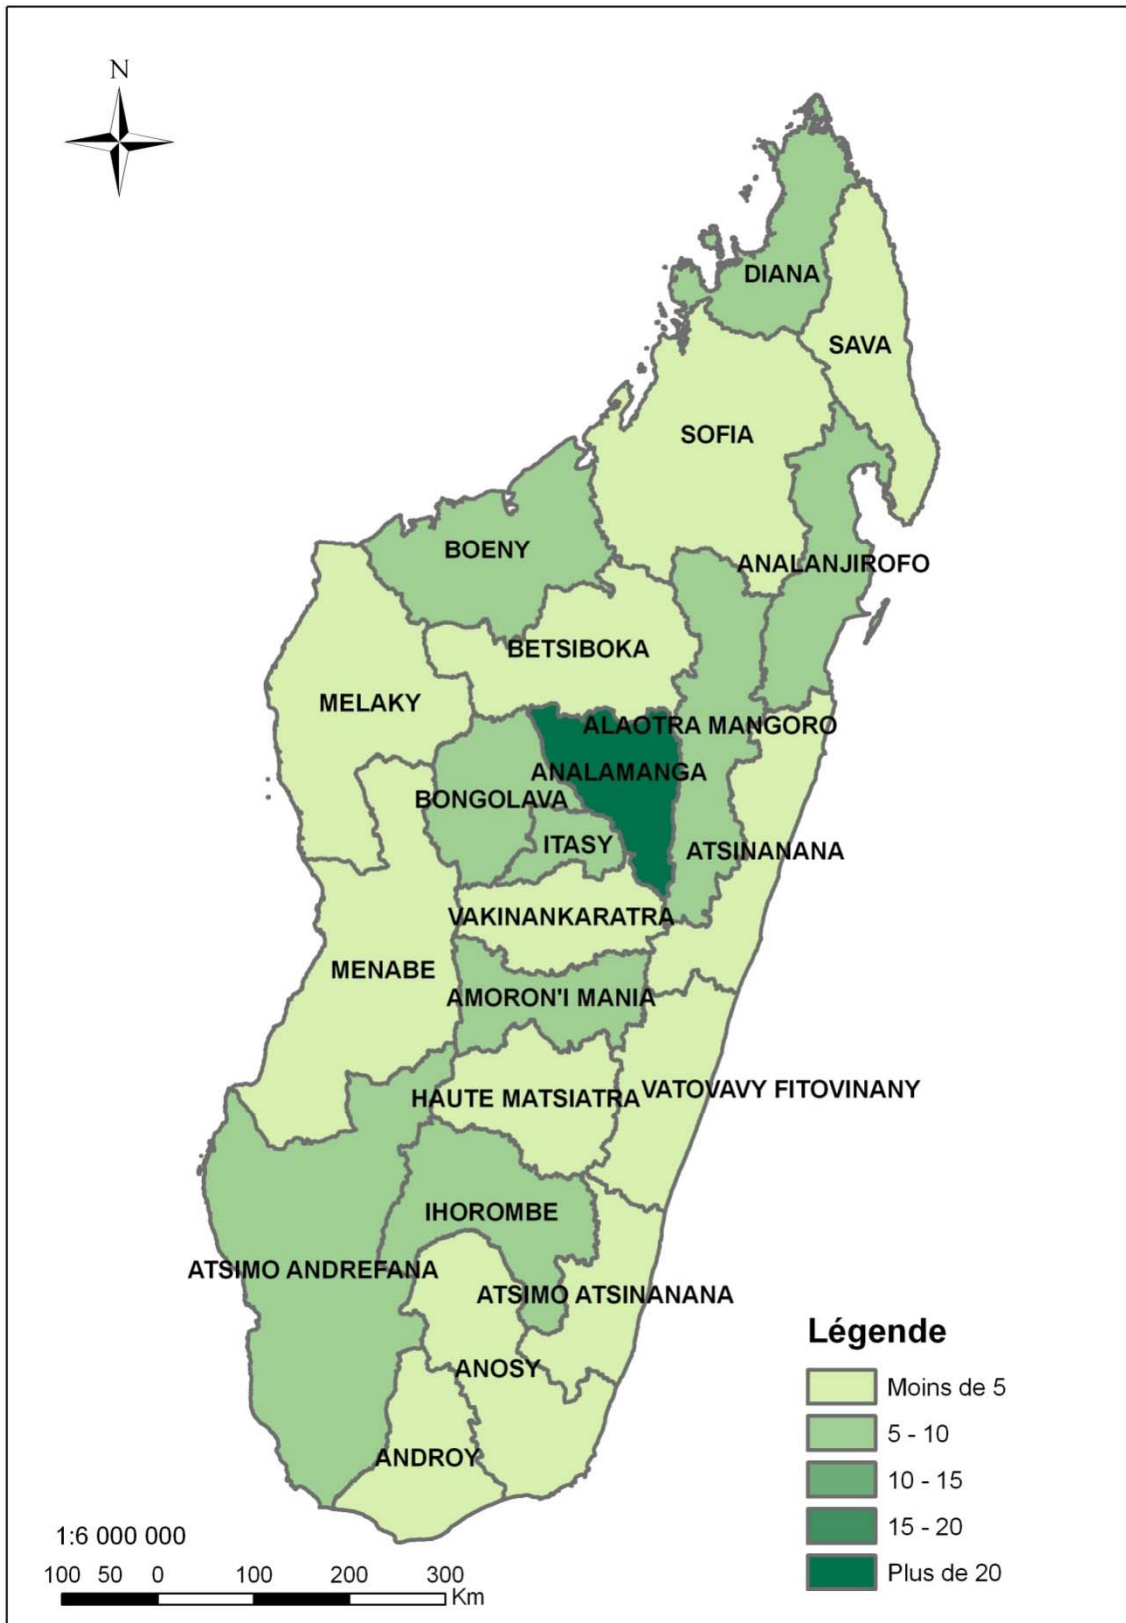 N
DIANA
SAVA
SOFIA
BOENY
ANALANJIROFO
BETSIBOKA
MELAKY
ALAOTRA MANGORO
ANALAMANGA
BONGOLAVA
ITASY
ATSINANANA
VAKINANKARATRA
MENABE
AMORON'I MANIA
HAUTE MATSIATRA
VATOVAVY FITOVINANY
IHOROMBE
ATSIMO ANDREFANA
ATSIMO ATSINANANA
ANOSY
ANDROY
Légende
Moins de 5
5 - 10
10 - 15
15 - 20
Plus de 20
1:6 000 000
100 50 0 100 200 300
Km